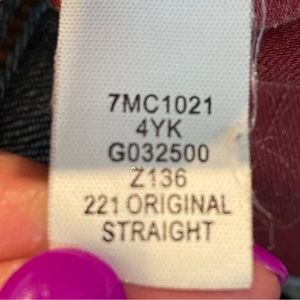 7MC1021
4YK
G032500
Z136
221 ORIGINAL
STRAIGHT